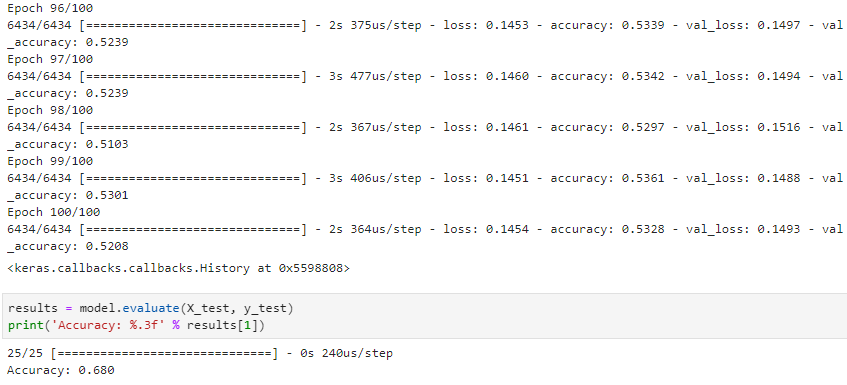 Epoch 96/100
6434/6434 [==============================] - 2s 375us/step - loss: 0.1453 - accuracy: 0.5339 - val_loss: 0.1497 - val
_accuracy: 0.5239
Epoch 97/100
6434/6434 [==============================] - 3s 477us/step - loss: 0.1460 - accuracy: 0.5342 - val_loss: 0.1494 - val
_accuracy: 0.5239
Epoch 98/100
6434/6434 [==============================] - 2s 367us/step - loss: 0.1461 - accuracy: 0.5297 - val_loss: 0.1516 - val
_accuracy: 0.5103
Epoch 99/100
6434/6434 [==============================] - 3s 406us/step - loss: 0.1451 - accuracy: 0.5361 - val_loss: 0.1488 - val
_accuracy: 0.5301
Epoch 100/100
6434/6434 [==============================] - 2s 364us/step - loss: 0.1454 - accuracy: 0.5328 - val_loss: 0.1493 - val
_accuracy: 0.5208
<keras.callbacks.callbacks.History at 0x5598808>
results = model.evaluate(X_test, y_test)
print('Accuracy: %.3f' % results[1])
25/25 [==============================] - 0s 240us/step
Accuracy: 0.680